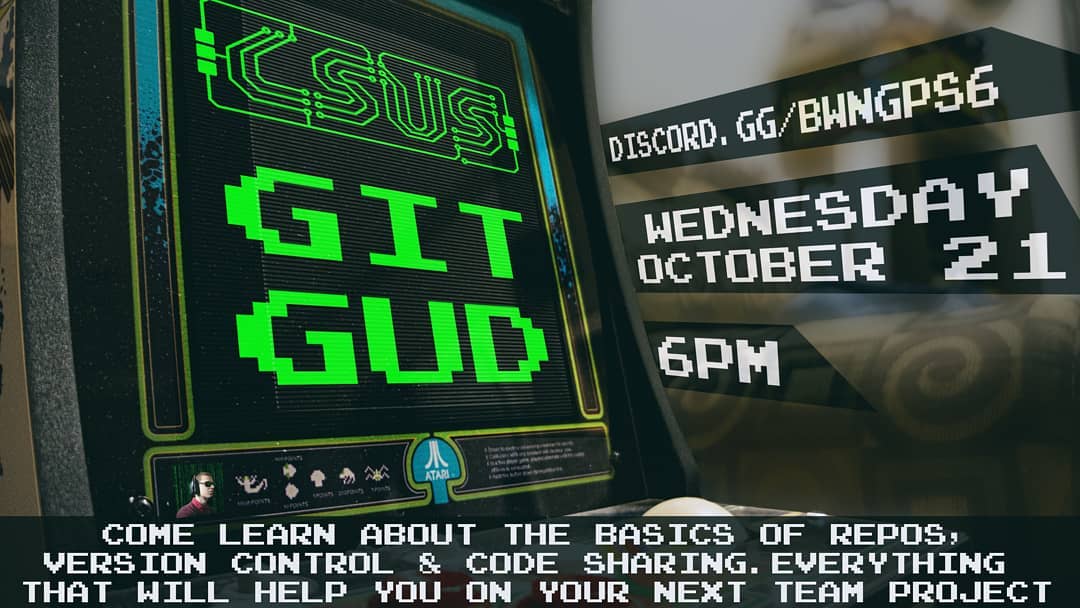 CSUS
GIT
GUD
DISCORD.GG/BWNGPS6
WEDNESDAY
OCTOBER 21
6PM
ATARI
COME LEARN ABOUT THE BASICS OF REPOS,
VERSION CONTROL & CODE SHARING. EVERYTHING
THAT WILL HELP YOU ON YOUR NEXT TEAM PROJECT